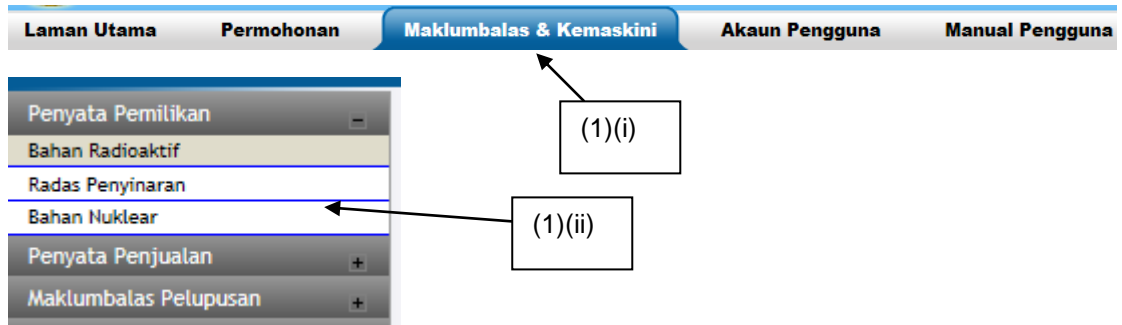 Laman Utama Permohonan Maklumbalas & Kemaskini Akaun Pengguna Manual Pengguna
(1)(i)
Penyata Pemilikan
Bahan Radioaktif
Radas Penyinaran
Bahan Nuklear
(1)(ii)
Penyata Penjualan
Maklumbalas Pelupusan